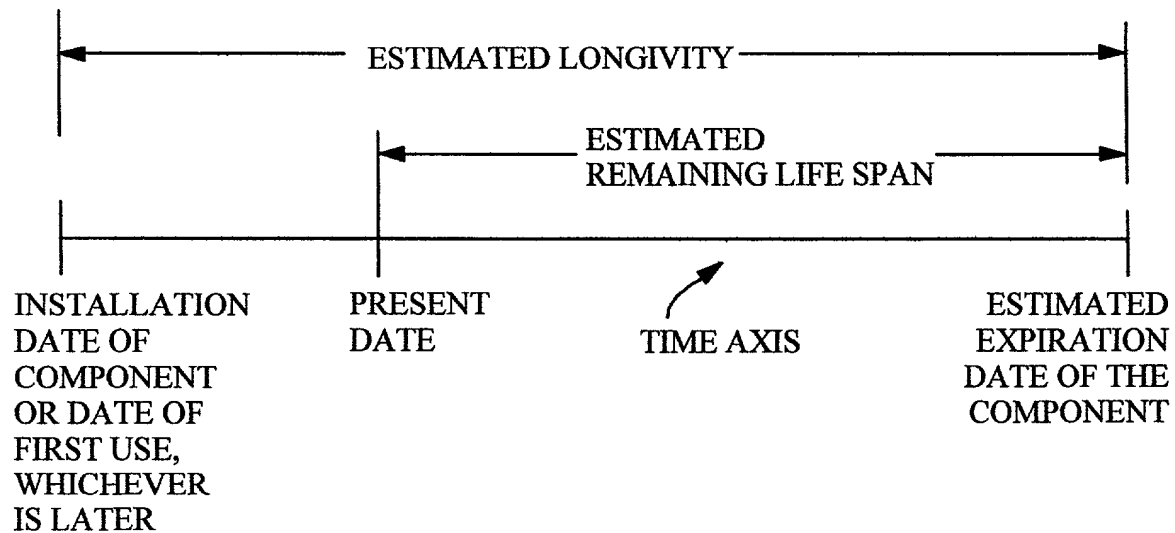 ESTIMATED LONGIVITY
ESTIMATED
REMAINING LIFE SPAN
INSTALLATION
DATE OF
COMPONENT
OR DATE OF
FIRST USE,
WHICHEVER
IS LATER
PRESENT
DATE
TIME AXIS
ESTIMATED
EXPIRATION
DATE OF THE
COMPONENT